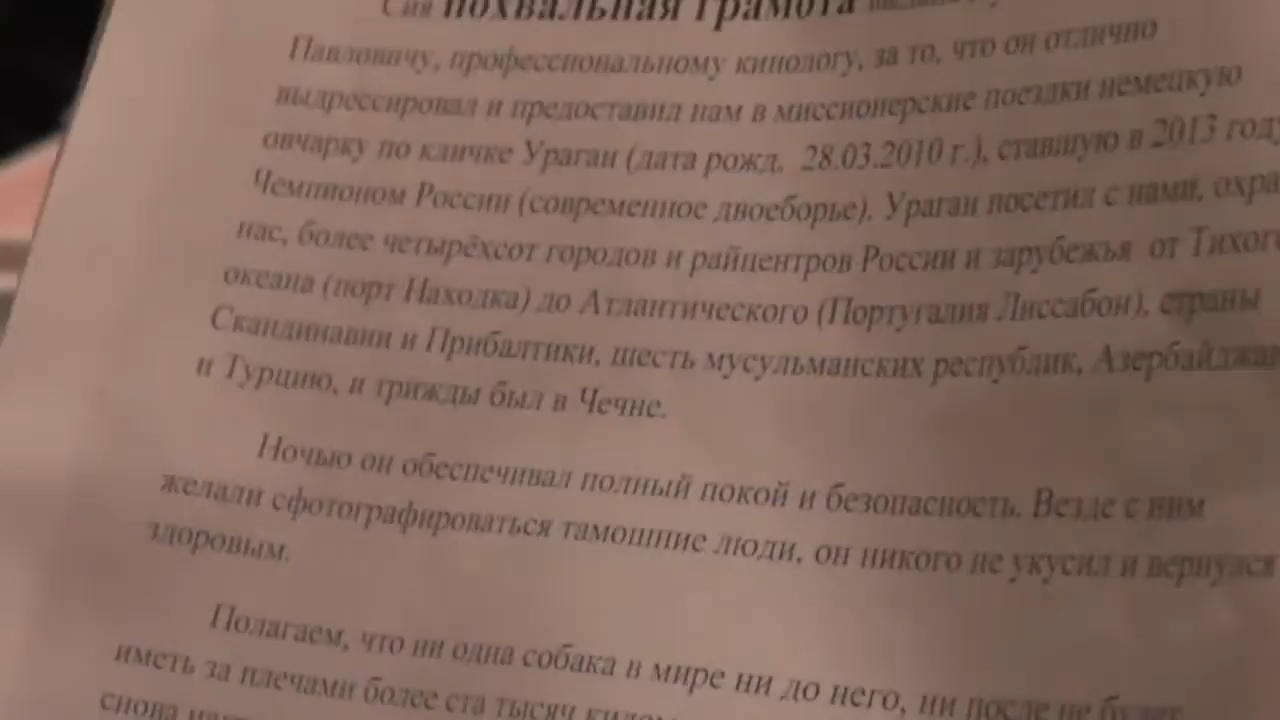 Сия похвальная грамота
Павловичу, профессиональному кинологу, за то, что он отлично
выдрессировал и предоставил нам в миссионерские поездки немецкую
овчарку по кличке Ураган (дата рожд. 28.03.2010 г.), ставшую в 2013 год
Чемпионом России (современное двоеборье). Ураган посетил с нами, охра
нас, более четырёхсот городов и райцентров России и зарубежья от Тихог
океана (порт Находка) до Атлантического (Португалия Лиссабон), страны
Скандинавии и Прибалтики, шесть мусульманских республик, Азербайджан
и Турцию, и трижды был в Чечне.
Ночью он обеспечивал полный покой и безопасность. Везде с ним
желали сфотографироваться тамошние люди, он никого не укусил и вернулся
здоровым.
Полагаем, что ни одна собака в мире ни до него, ни после не будет
иметь за плечами более ста тысяч
снова